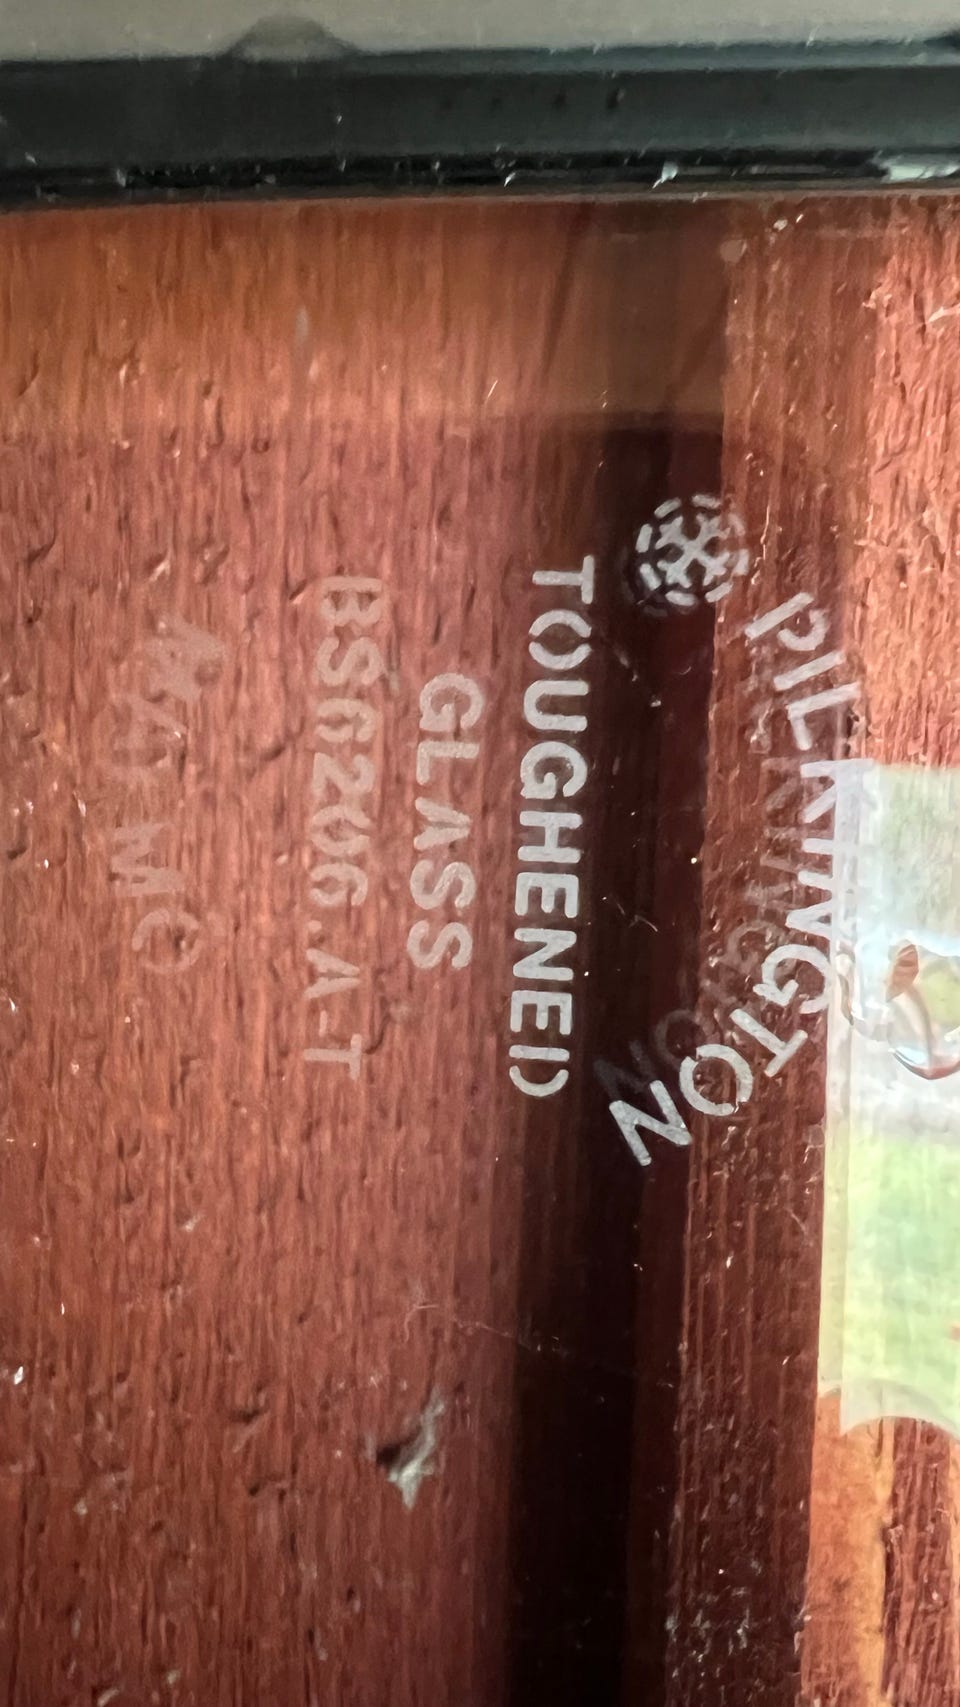 PILKINGTON
TOUGHENED
GLASS
BS6206.A-T